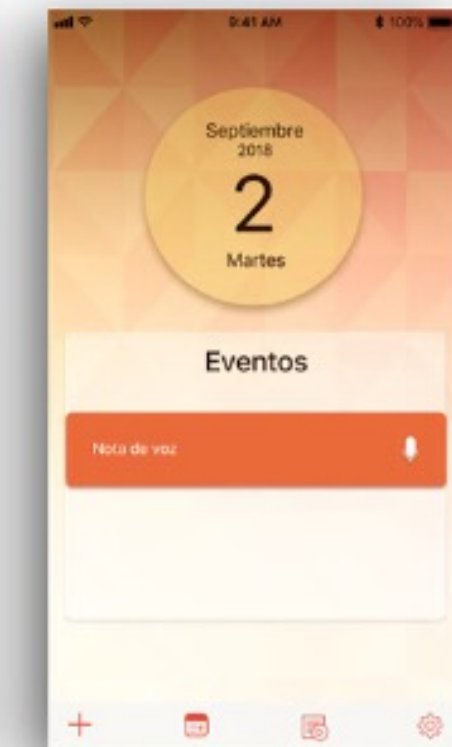 9:41 AM
100%
Septiembre
2018
2
Martes
Eventos
Nota de voz